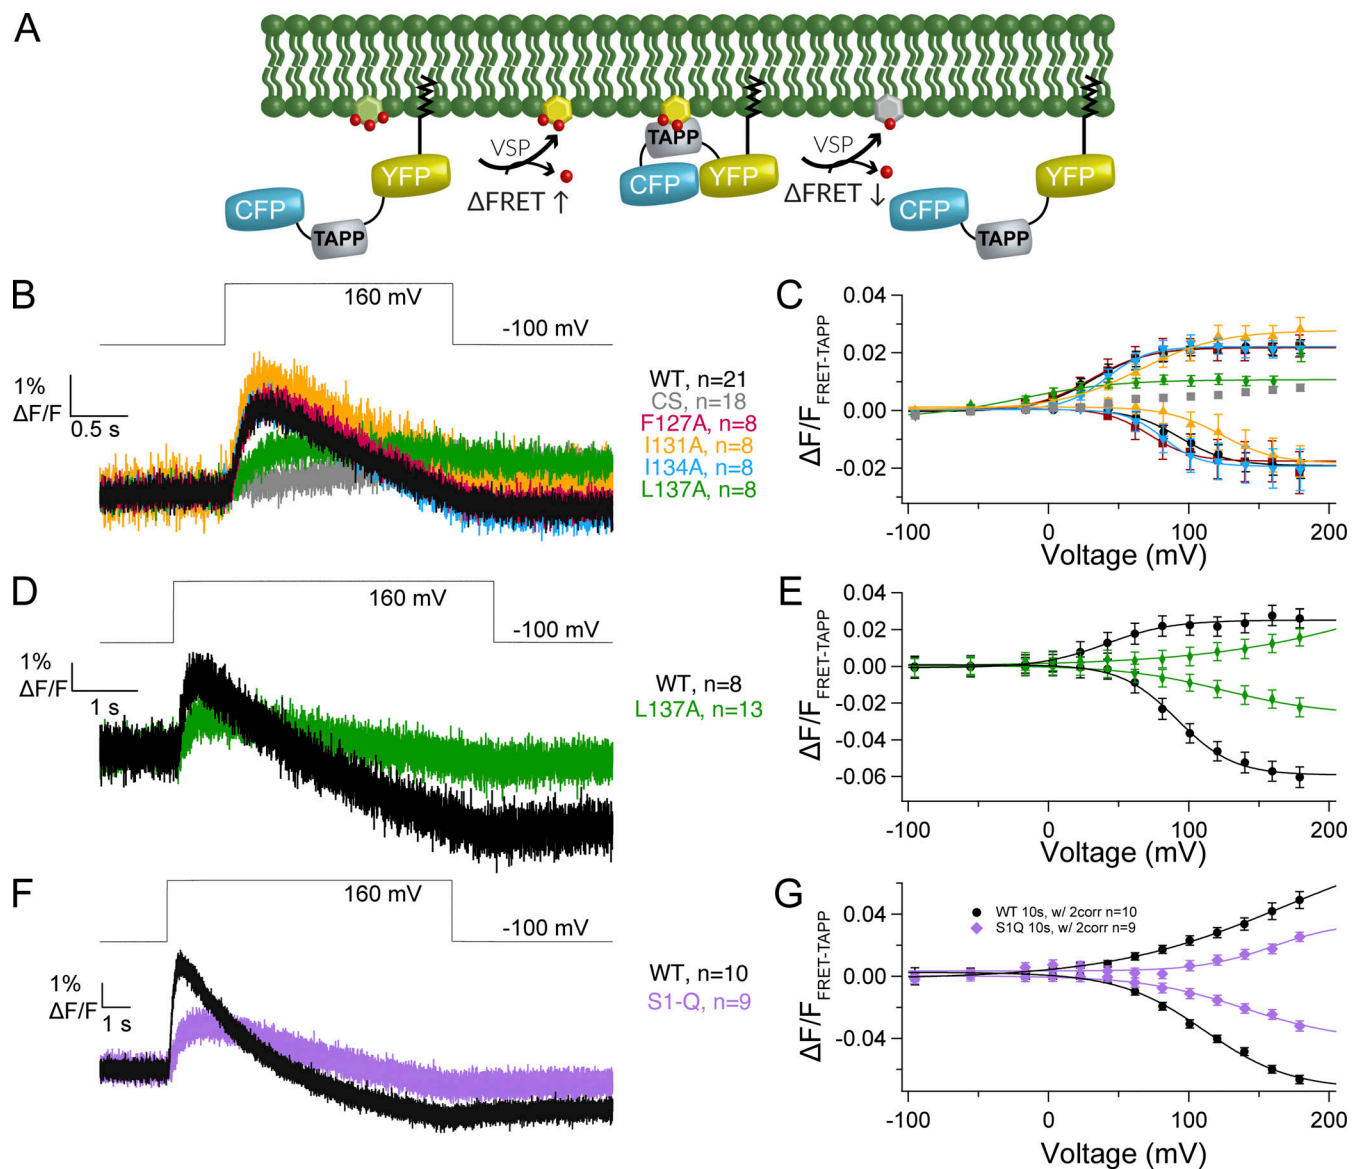 A
TAPP
YFP
VSP
VSP
YFP
CFP
YFP
ΔFRET ↑
ΔFRET ↓
CFP
CFP
TAPP
TAPP
B
160 mV
-100 mV
1%
ΔF/F
0.5 s
WT, n=21
CS, n=18
F127A, n=8
I131A, n=8
I134A, n=8
L137A, n=8
C
0.04
0.02
0.00
-0.02
ΔF/F FRET-TAPP
-100
0
100
200
Voltage (mV)
D
160 mV
-100 mV
1%
ΔF/F
1 s
WT, n=8
L137A, n=13
E
0.04
0.02
0.00
-0.02
-0.04
-0.06
ΔF/F FRET-TAPP
-100
0
100
200
Voltage (mV)
F
160 mV
-100 mV
1%
ΔF/F
1 s
WT, n=10
S1-Q, n=9
G
WT 10s, w/ 2corr n=10
S1Q 10s, w/ 2corr n=9
0.04
0.00
-0.04
ΔF/F FRET-TAPP
-100
0
100
200
Voltage (mV)